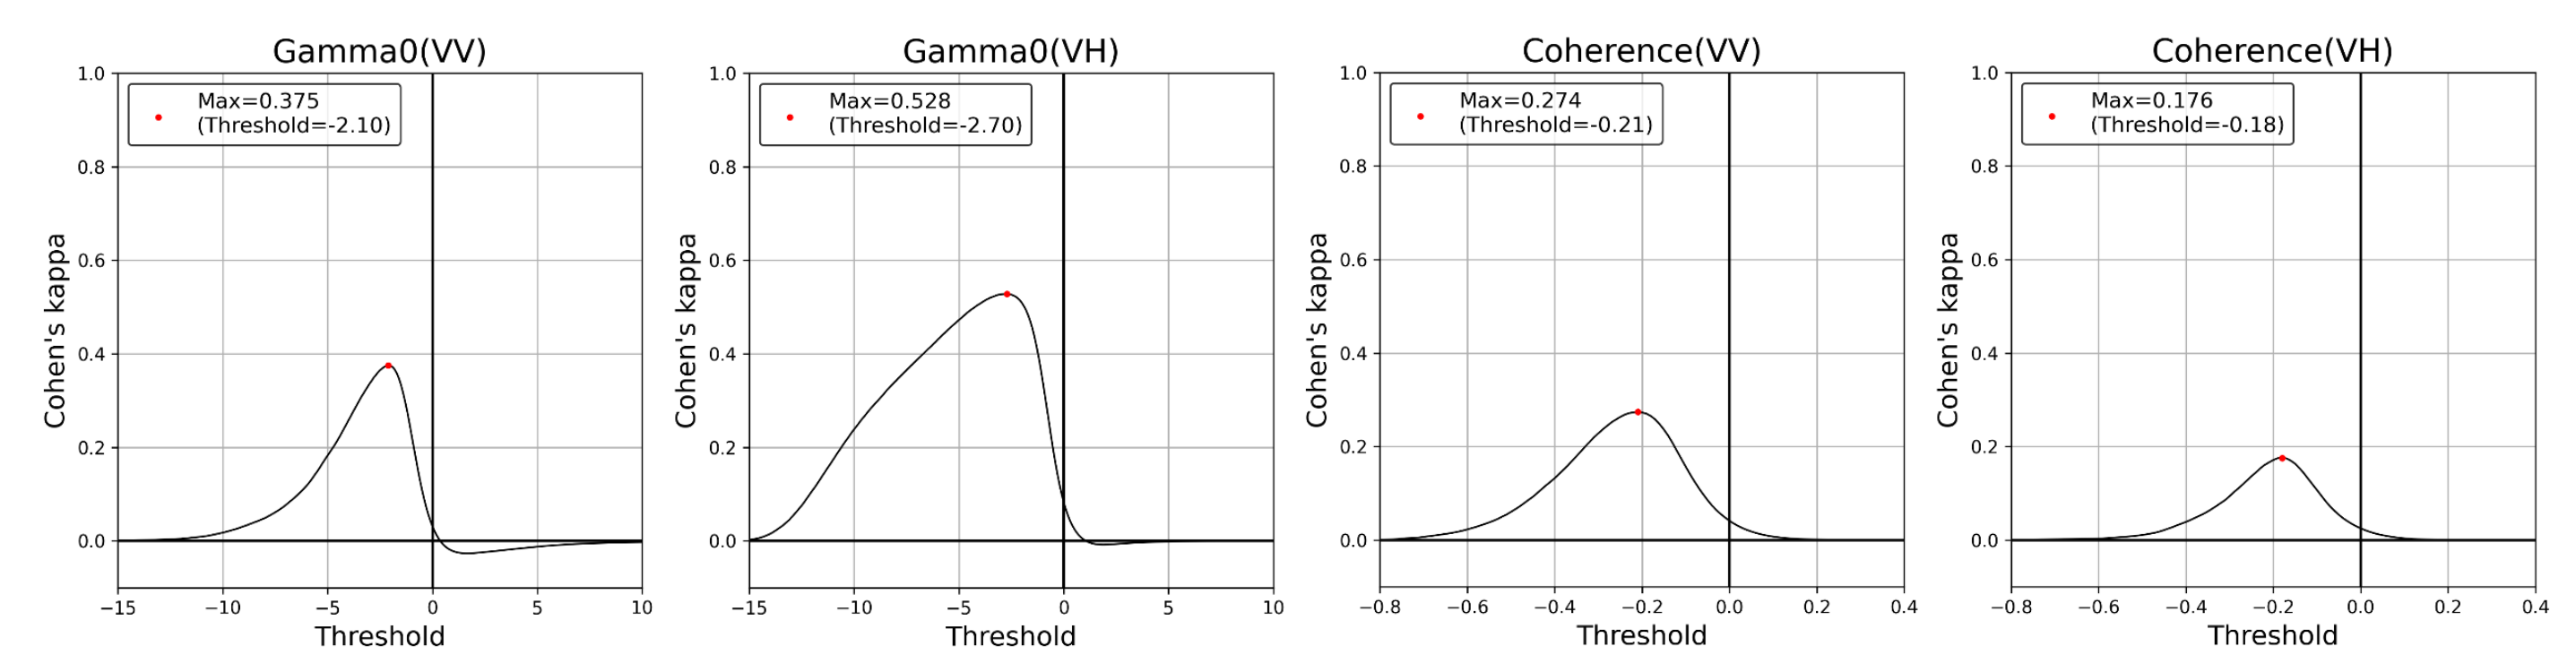 Gamma0(VV)
Max=0.375
(Threshold=-2.10)
Cohen's kappa
1.0
0.8
0.6
0.4
0.2
0.0
−15 −10 −5 0 5 10
Threshold
Gamma0(VH)
Max=0.528
(Threshold=-2.70)
Cohen's kappa
1.0
0.8
0.6
0.4
0.2
0.0
−15 −10 −5 0 5 10
Threshold
Coherence(VV)
Max=0.274
(Threshold=-0.21)
Cohen's kappa
1.0
0.8
0.6
0.4
0.2
0.0
−0.8 −0.6 −0.4 −0.2 0.0 0.2 0.4
Threshold
Coherence(VH)
Max=0.176
(Threshold=-0.18)
Cohen's kappa
1.0
0.8
0.6
0.4
0.2
0.0
−0.8 −0.6 −0.4 −0.2 0.0 0.2 0.4
Threshold